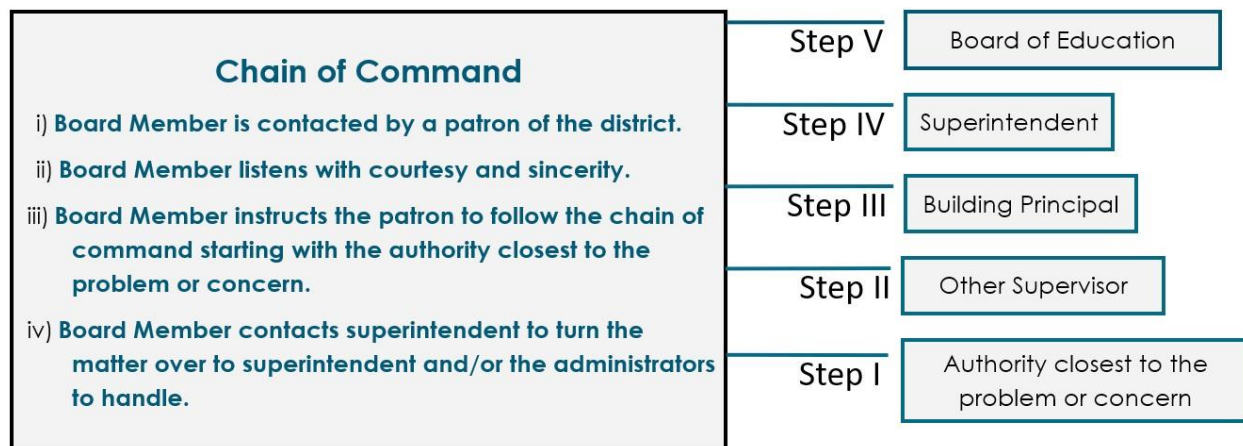 Chain of Command
i) Board Member is contacted by a patron of the district.
ii) Board Member listens with courtesy and sincerity.
iii) Board Member instructs the patron to follow the chain of
command starting with the authority closest to the
problem or concern.
iv) Board Member contacts superintendent to turn the
matter over to superintendent and/or the administrators
to handle.
Step V
Board of Education
Step IV
Superintendent
Step III
Building Principal
Step II
Other Supervisor
Step I
Authority closest to the
problem or concern